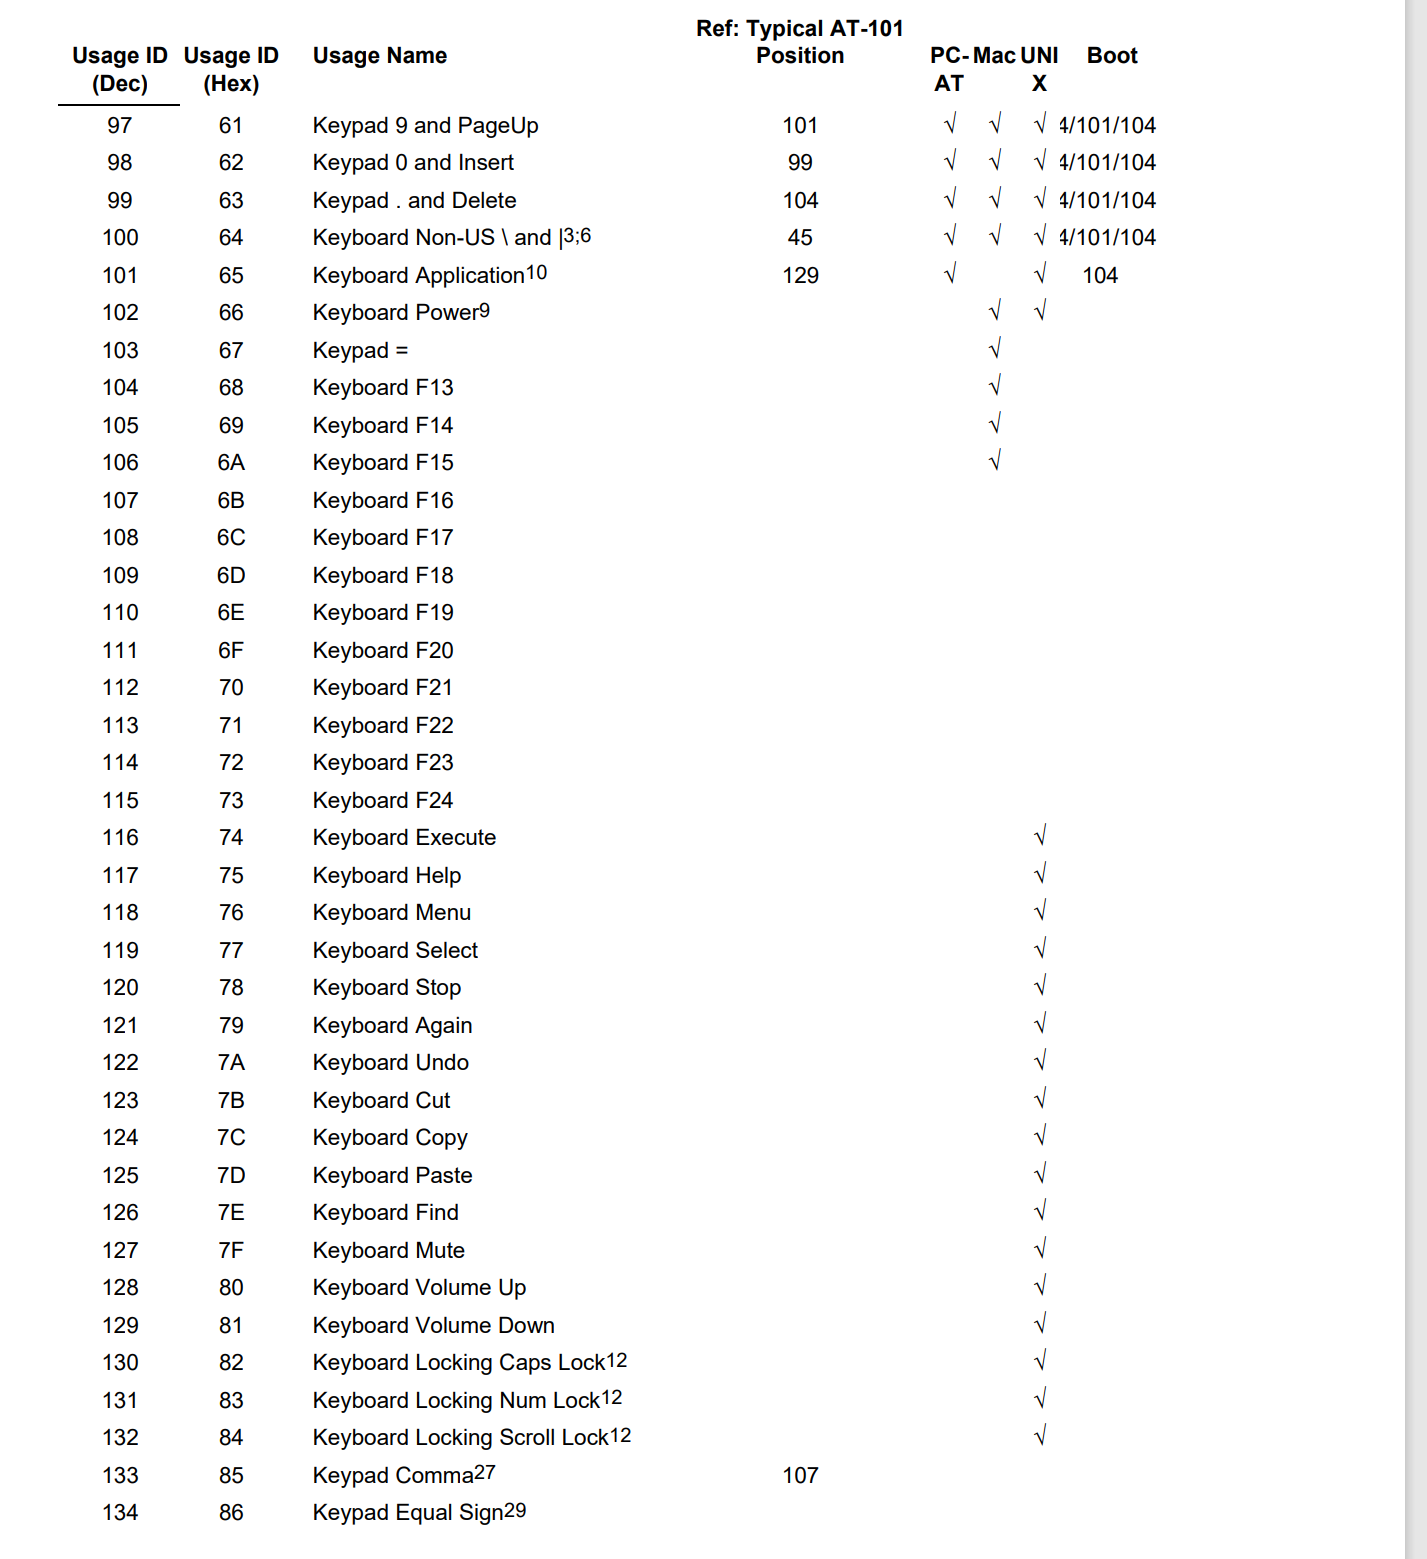 Ref: Typical AT-101
Usage ID Usage ID Usage Name Position PC- Mac UNI Boot
(Dec) (Hex) AT X
97 61 Keypad 9 and PageUp 101 √ √ √ 4/101/104
98 62 Keypad 0 and Insert 99 √ √ √ 4/101/104
99 63 Keypad . and Delete 104 √ √ √ 4/101/104
100 64 Keyboard Non-US \ and |3;6 45 √ √ √ 4/101/104
101 65 Keyboard Application10 129 √ √ 104
102 66 Keyboard Power9 √ √
103 67 Keypad = √
104 68 Keyboard F13 √
105 69 Keyboard F14 √
106 6A Keyboard F15 √
107 6B Keyboard F16
108 6C Keyboard F17
109 6D Keyboard F18
110 6E Keyboard F19
111 6F Keyboard F20
112 70 Keyboard F21
113 71 Keyboard F22
114 72 Keyboard F23
115 73 Keyboard F24
116 74 Keyboard Execute √
117 75 Keyboard Help √
118 76 Keyboard Menu √
119 77 Keyboard Select √
120 78 Keyboard Stop √
121 79 Keyboard Again √
122 7A Keyboard Undo √
123 7B Keyboard Cut √
124 7C Keyboard Copy √
125 7D Keyboard Paste √
126 7E Keyboard Find √
127 7F Keyboard Mute √
128 80 Keyboard Volume Up √
129 81 Keyboard Volume Down √
130 82 Keyboard Locking Caps Lock12 √
131 83 Keyboard Locking Num Lock12 √
132 84 Keyboard Locking Scroll Lock12 √
133 85 Keypad Comma27 107
134 86 Keypad Equal Sign29